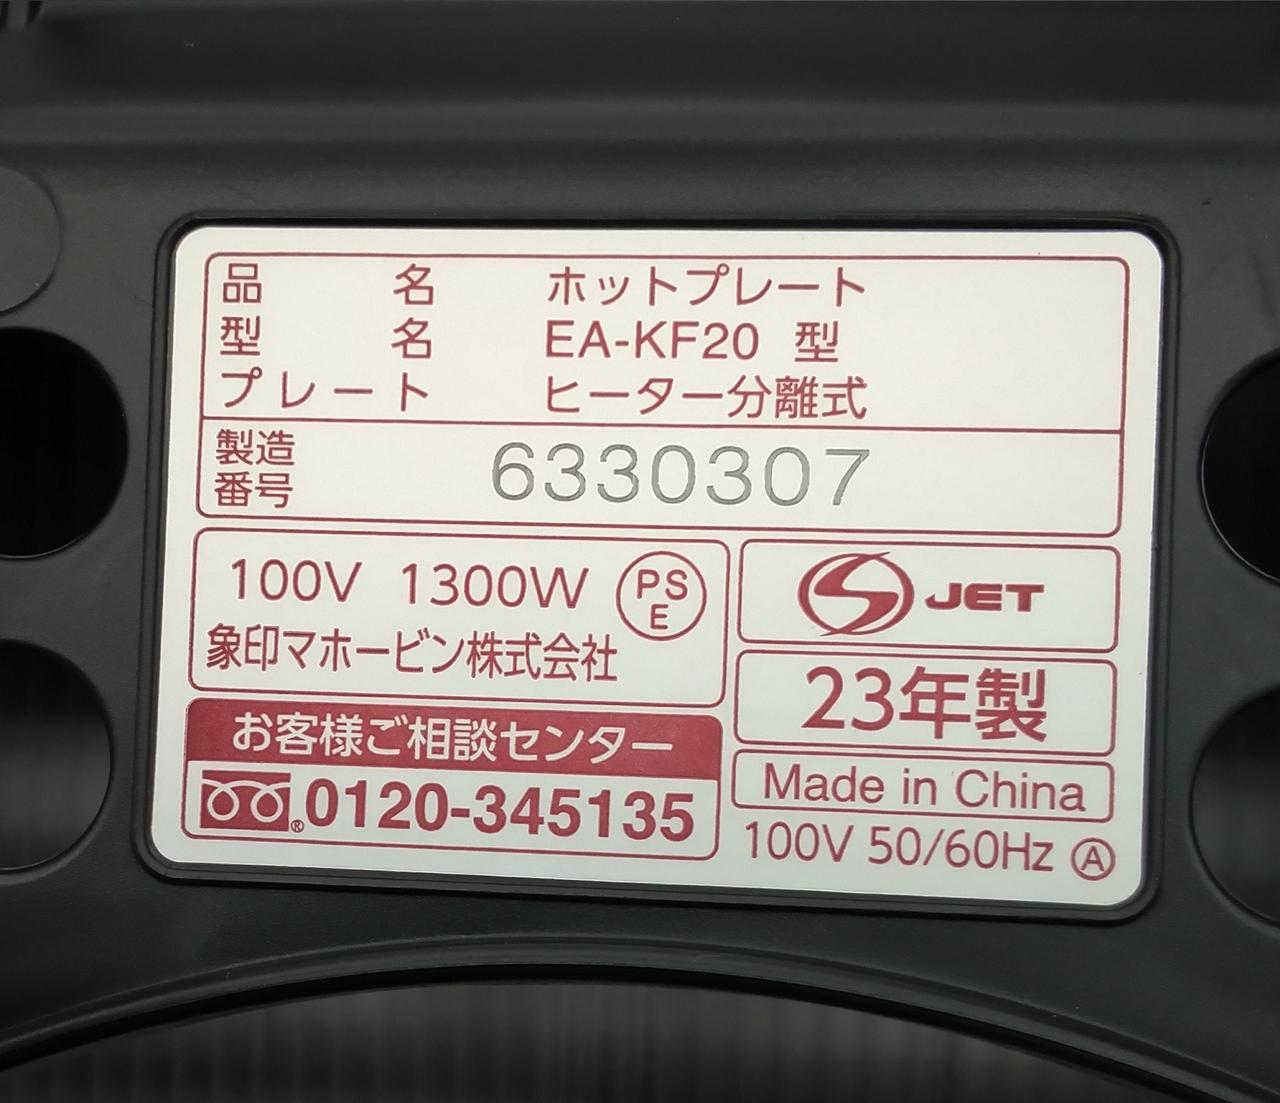 品名 ホットプレート
型名 EA-KF20 型
プレート ヒーター分離式
製造番号 6330307
100V 1300W PSE
象印マホービン株式会社
お客様ご相談センター
® 0120-345135
S JET
23年製
Made in China
100V 50/60Hz Ⓐ